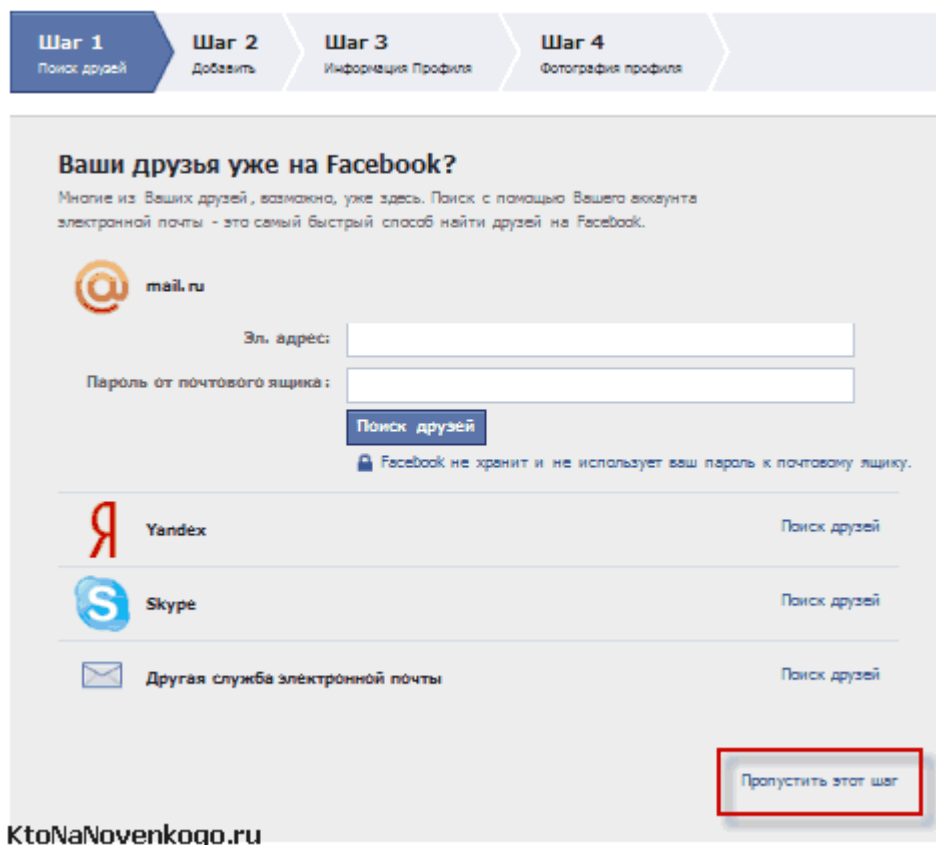 Шаг 1 Шаг 2 Шаг 3 Шаг 4
Поиск друзей Добавить Информация Профиля Фотография профиля
Ваши друзья уже на Facebook?
Многие из Ваших друзей, возможно, уже здесь. Поиск с помощью Вашего аккаунта
электронной почты - это самый быстрый способ найти друзей на Facebook.
mail.ru
Эл. адрес:
Пароль от почтового ящика:
Поиск друзей
Facebook не хранит и не использует ваш пароль к почтовому ящику.
Yandex Поиск друзей
Skype Поиск друзей
Другая служба электронной почты Поиск друзей
Пропустить этот шаг
KtoNaNovenkogo.ru